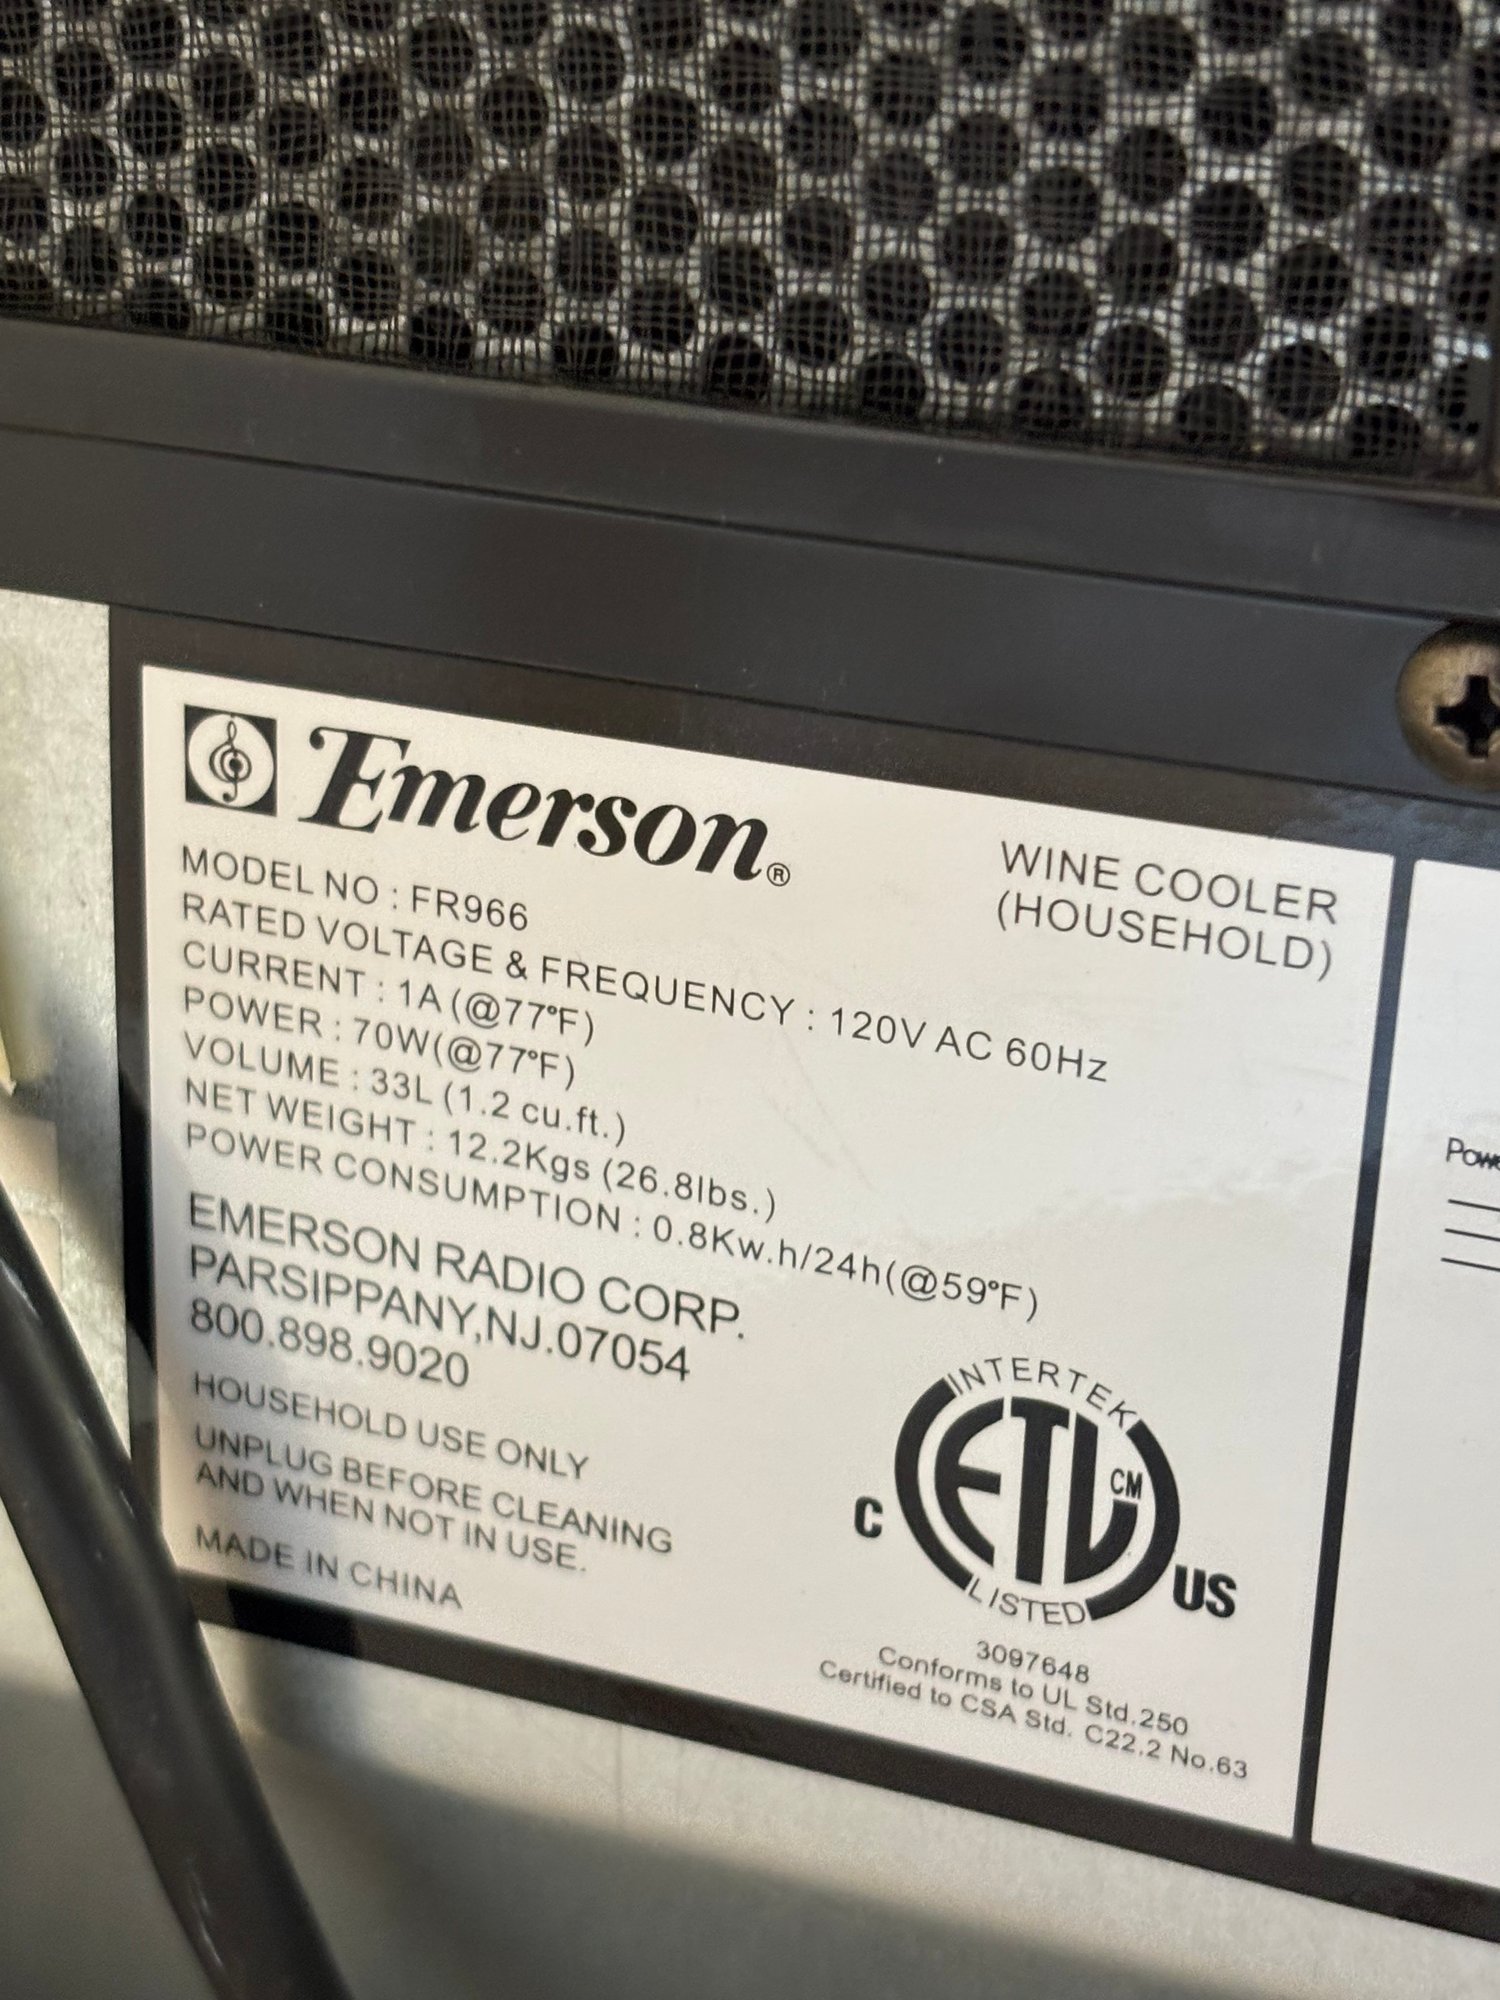 Emerson®
WINE COOLER
(HOUSEHOLD)
MODEL NO : FR966
RATED VOLTAGE & FREQUENCY : 120V AC 60Hz
CURRENT : 1A (@77°F)
POWER : 70W(@77°F)
VOLUME : 33L (1.2 cu.ft.)
NET WEIGHT : 12.2Kgs (26.8lbs.)
POWER CONSUMPTION : 0.8Kw.h/24h(@59°F)
EMERSON RADIO CORP.
PARSIPPANY,NJ.07054
800.898.9020
HOUSEHOLD USE ONLY
UNPLUG BEFORE CLEANING
AND WHEN NOT IN USE.
MADE IN CHINA
INTERTEK
C ETL CM US
LISTED
3097648
Conforms to UL Std.250
Certified to CSA Std. C22.2 No.63